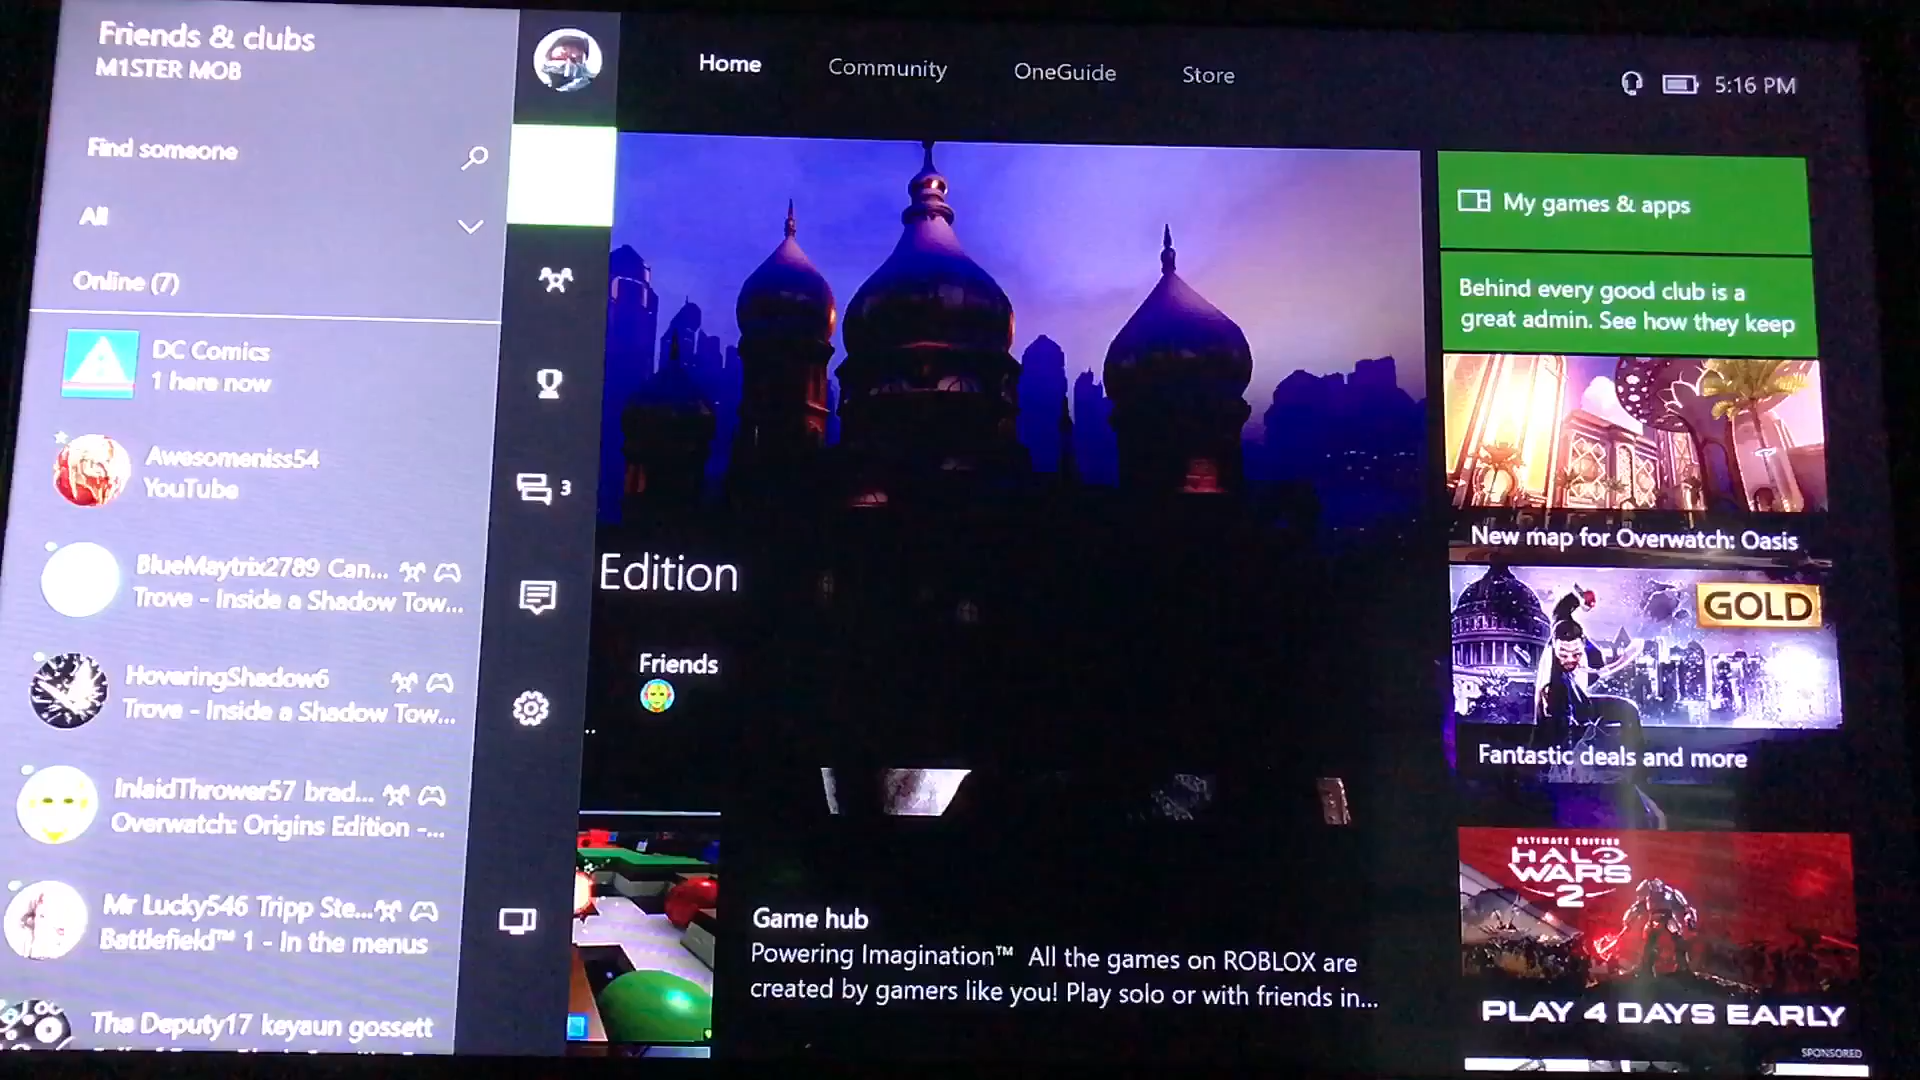 Friends & clubs
M1STER MOB
Find someone
All
Online (7)
DC Comics
1 here now
Awesomeniss54
YouTube
BlueMaytrix2789 Can...
Trove - Inside a Shadow Tow...
HoveringShadow6
Trove - Inside a Shadow Tow...
InlaidThrower57 brad...
Overwatch: Origins Edition -...
Mr Lucky546 Tripp Ste...
Battlefield™ 1 - In the menus
Tha Deputy17 keyaun gossett
3
Home
Community
OneGuide
Store
5:16 PM
Edition
Friends
..
Game hub
Powering Imagination™ All the games on ROBLOX are
created by gamers like you! Play solo or with friends in...
My games & apps
Behind every good club is a
great admin. See how they keep
New map for Overwatch: Oasis
GOLD
Fantastic deals and more
ULTIMATE EDITION
HALO
WARS
2
PLAY 4 DAYS EARLY
SPONSORED